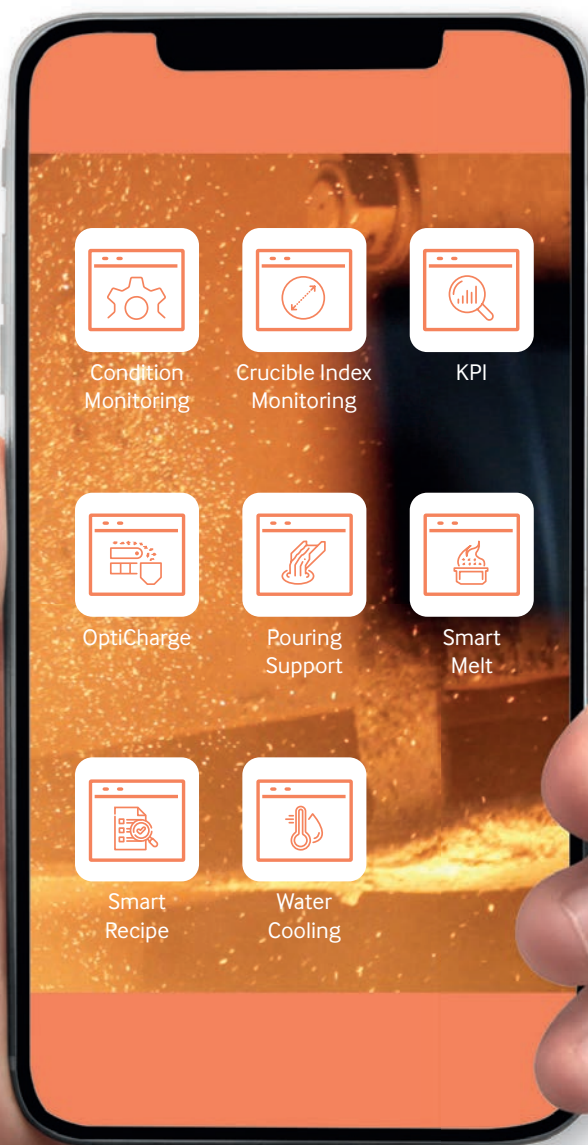 Condition
Monitoring
Crucible Index
Monitoring
KPI
OptiCharge
Pouring
Support
Smart
Melt
Smart
Recipe
Water
Cooling